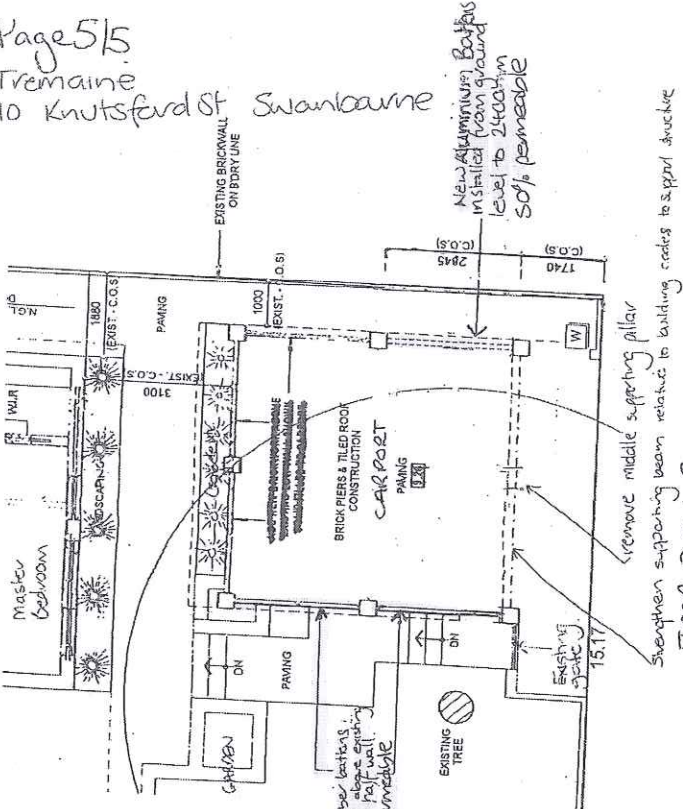 Page 5/5
Tremaine
10 Knutsford St Swanbourne
EXISTING BRICKWALL
ON B'DRY LINE
New Aluminium Battens
installed from ground
level to 2400mm
50% permeable
2845
(C.O.S)
1740
(C.O.S)
N.GL
1880
(EXIST. - C.O.S)
PAVING
1000
(EXIST. - C.O.S)
3100
(EXIST. - C.O.S)
W.I.R
Master
Bedroom
BRICK PIERS & TILED ROOF
CONSTRUCTION
CARPORT
PAVING
W
DN
PAVING
GARDEN
DN
battens
above existing
half wall.
EXISTING
TREE
Existing
gate
15.17
remove middle supporting pillar
Strengthen supporting beam relative to building codes to support structure